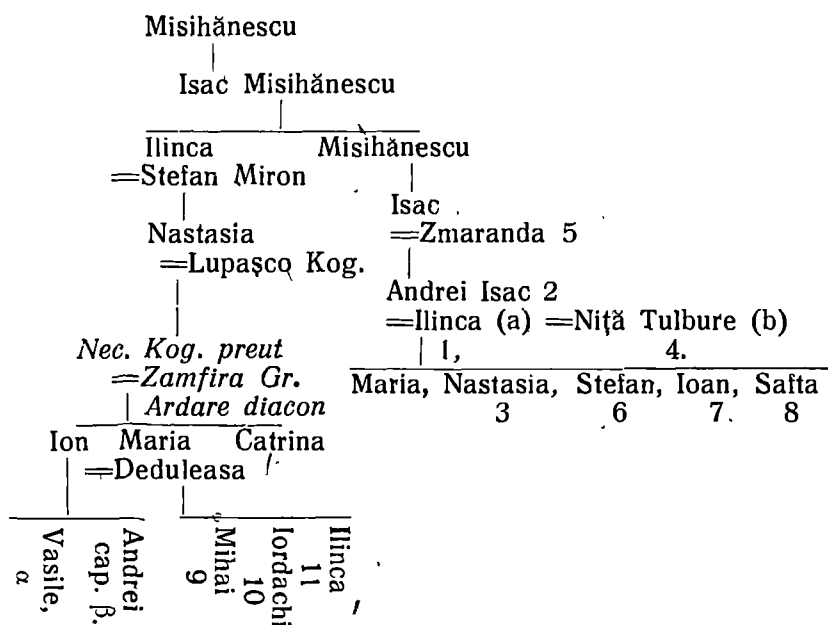 Misihănescu
Isac Misihănescu
Ilinca Misihănescu
=Stefan Miron
Isac
Nastasia =Zmaranda 5
=Lupaşco Kog.
Andrei Isac 2
=Ilinca (a) =Niţă Tulbure (b)
Nec. Kog. preut 1, 4.
=Zamfira Gr. Maria, Nastasia, Stefan, Ioan, Safta
Ardare diacon 3 6 7. 8
Ion Maria Catrina
=Deduleasa
Vasile,
α
Andrei
cap. β.
Mihai
9
Iordachi
10
Ilinca,
11